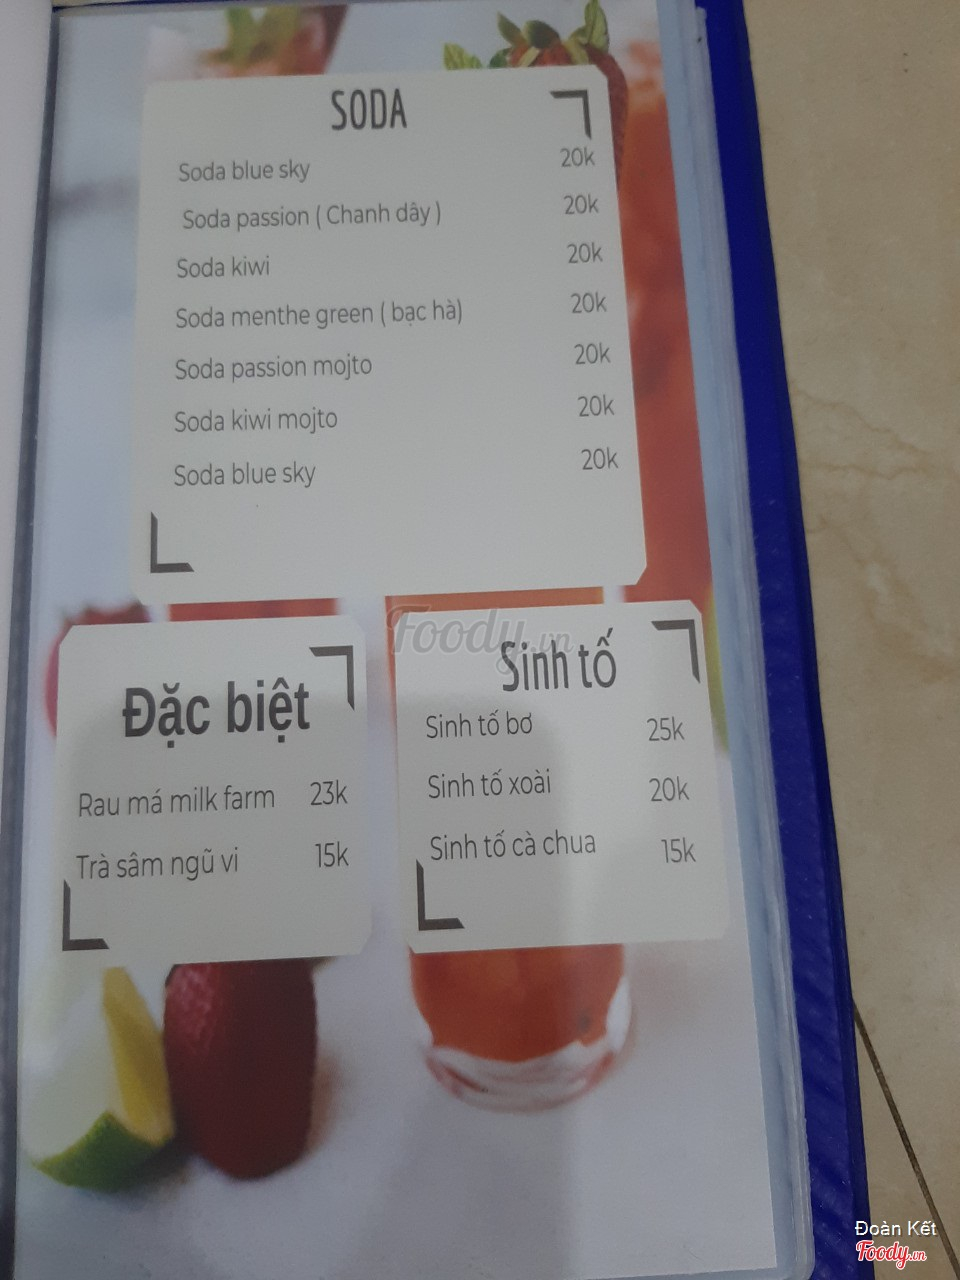 SODA
Soda blue sky 20k
Soda passion ( Chanh dây ) 20k
Soda kiwi 20k
Soda menthe green ( bạc hà) 20k
Soda passion mojto 20k
Soda kiwi mojto 20k
Soda blue sky 20k
Foody.vn
Đặc biệt
Rau má milk farm 23k
Trà sâm ngũ vi 15k
Sinh tố
Sinh tố bơ 25k
Sinh tố xoài 20k
Sinh tố cà chua 15k
Đoàn Kết
Foody.vn